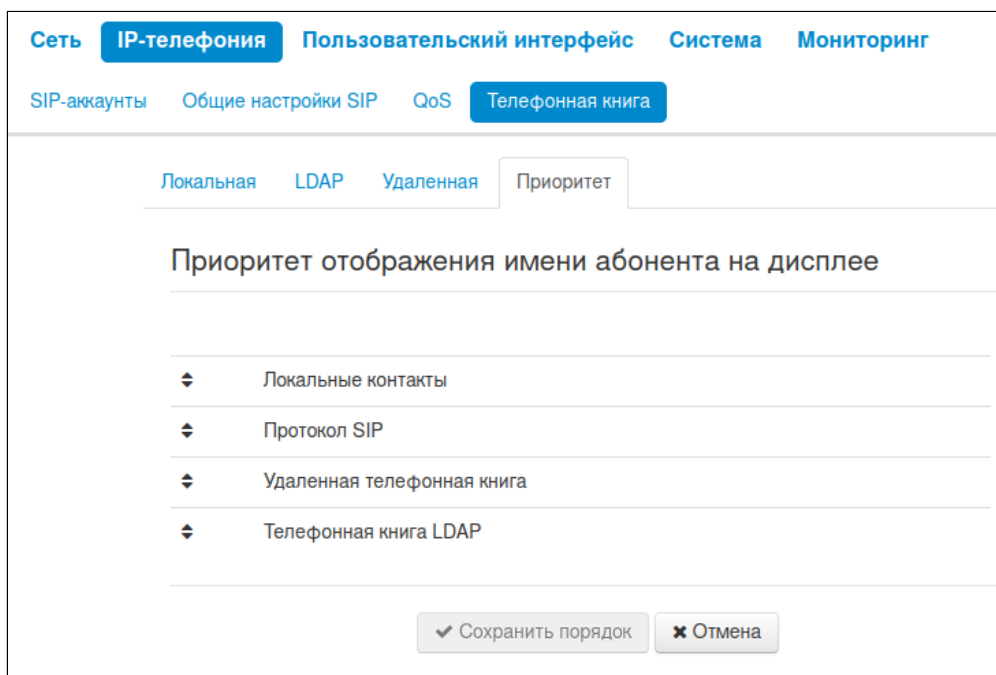 Сеть IP-телефония Пользовательский интерфейс Система Мониторинг
SIP-аккаунты Общие настройки SIP QoS Телефонная книга
Локальная LDAP Удаленная Приоритет
Приоритет отображения имени абонента на дисплее
Локальные контакты
Протокол SIP
Удаленная телефонная книга
Телефонная книга LDAP
Сохранить порядок Отмена